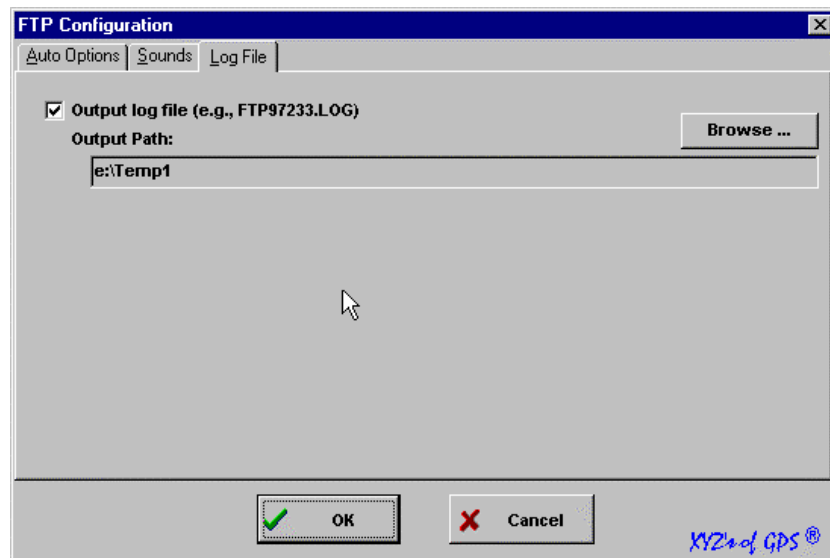 FTP Configuration
Auto Options Sounds Log File
Output log file (e.g., FTP97233.LOG)
Browse ...
Output Path:
e:\Temp1
OK Cancel
XYZ's of GPS ®